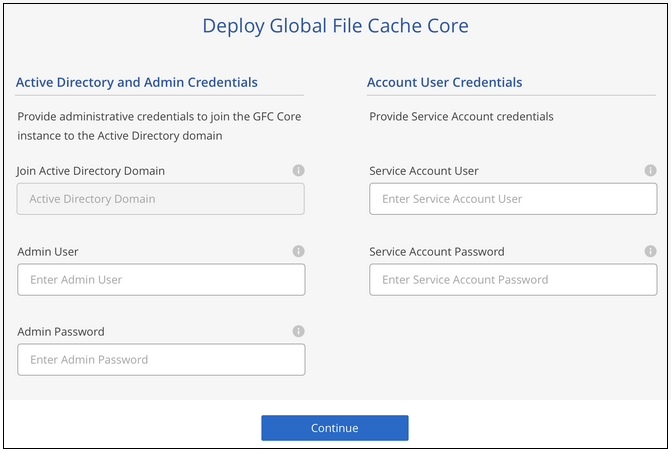 Deploy Global File Cache Core
Active Directory and Admin Credentials
Provide administrative credentials to join the GFC Core
instance to the Active Directory domain
Join Active Directory Domain
Active Directory Domain
Admin User
Enter Admin User
Admin Password
Enter Admin Password
Account User Credentials
Provide Service Account credentials
Service Account User
Enter Service Account User
Service Account Password
Enter Service Account Password
Continue